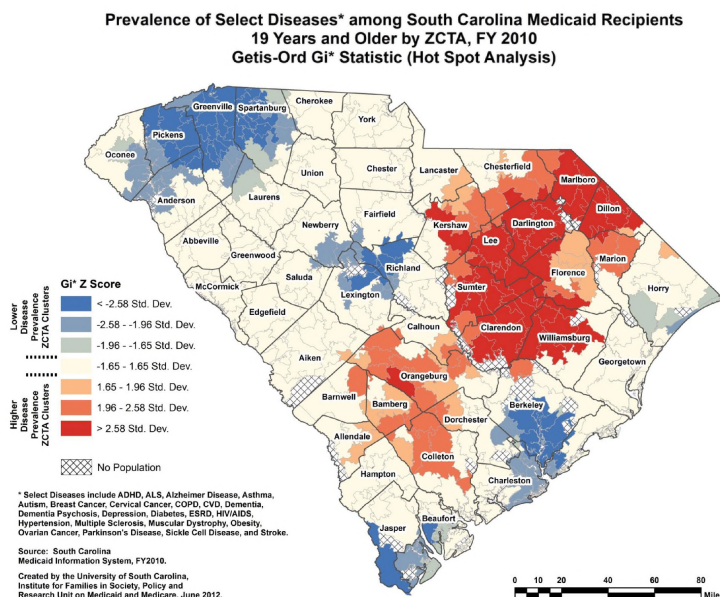 Prevalence of Select Diseases* among South Carolina Medicaid Recipients
19 Years and Older by ZCTA, FY 2010
Getis-Ord Gi* Statistic (Hot Spot Analysis)
Cherokee
Greenville
Spartanburg
York
Pickens
Oconee
Union
Chester
Lancaster
Chesterfield
Marlboro
Anderson
Laurens
Fairfield
Kershaw
Darlington
Dillon
Newberry
Lee
Abbeville
Greenwood
Richland
Florence
Marion
Saluda
McCormick
Lexington
Sumter
Horry
Edgefield
Calhoun
Clarendon
Williamsburg
Aiken
Georgetown
Orangeburg
Barnwell
Bamberg
Berkeley
Dorchester
Allendale
Colleton
Hampton
Charleston
Beaufort
Jasper
Gi* Z Score
Lower
Disease
Prevalence
ZCTA Clusters
< -2.58 Std. Dev.
-2.58 - -1.96 Std. Dev.
-1.96 - -1.65 Std. Dev.
-1.65 - 1.65 Std. Dev.
Higher
Disease
Prevalence
ZCTA Clusters
1.65 - 1.96 Std. Dev.
1.96 - 2.58 Std. Dev.
> 2.58 Std. Dev.
No Population
* Select Diseases include ADHD, ALS, Alzheimer Disease, Asthma,
Autism, Breast Cancer, Cervical Cancer, COPD, CVD, Dementia,
Dementia Psychosis, Depression, Diabetes, ESRD, HIV/AIDS,
Hypertension, Multiple Sclerosis, Muscular Dystrophy, Obesity,
Ovarian Cancer, Parkinson's Disease, Sickle Cell Disease, and Stroke.
Source: South Carolina
Medicaid Information System, FY2010.
Created by the University of South Carolina,
Institute for Families in Society, Policy and
Research Unit on Medicaid and Medicare, June 2012.
0 10 20 40 60 80
Mile